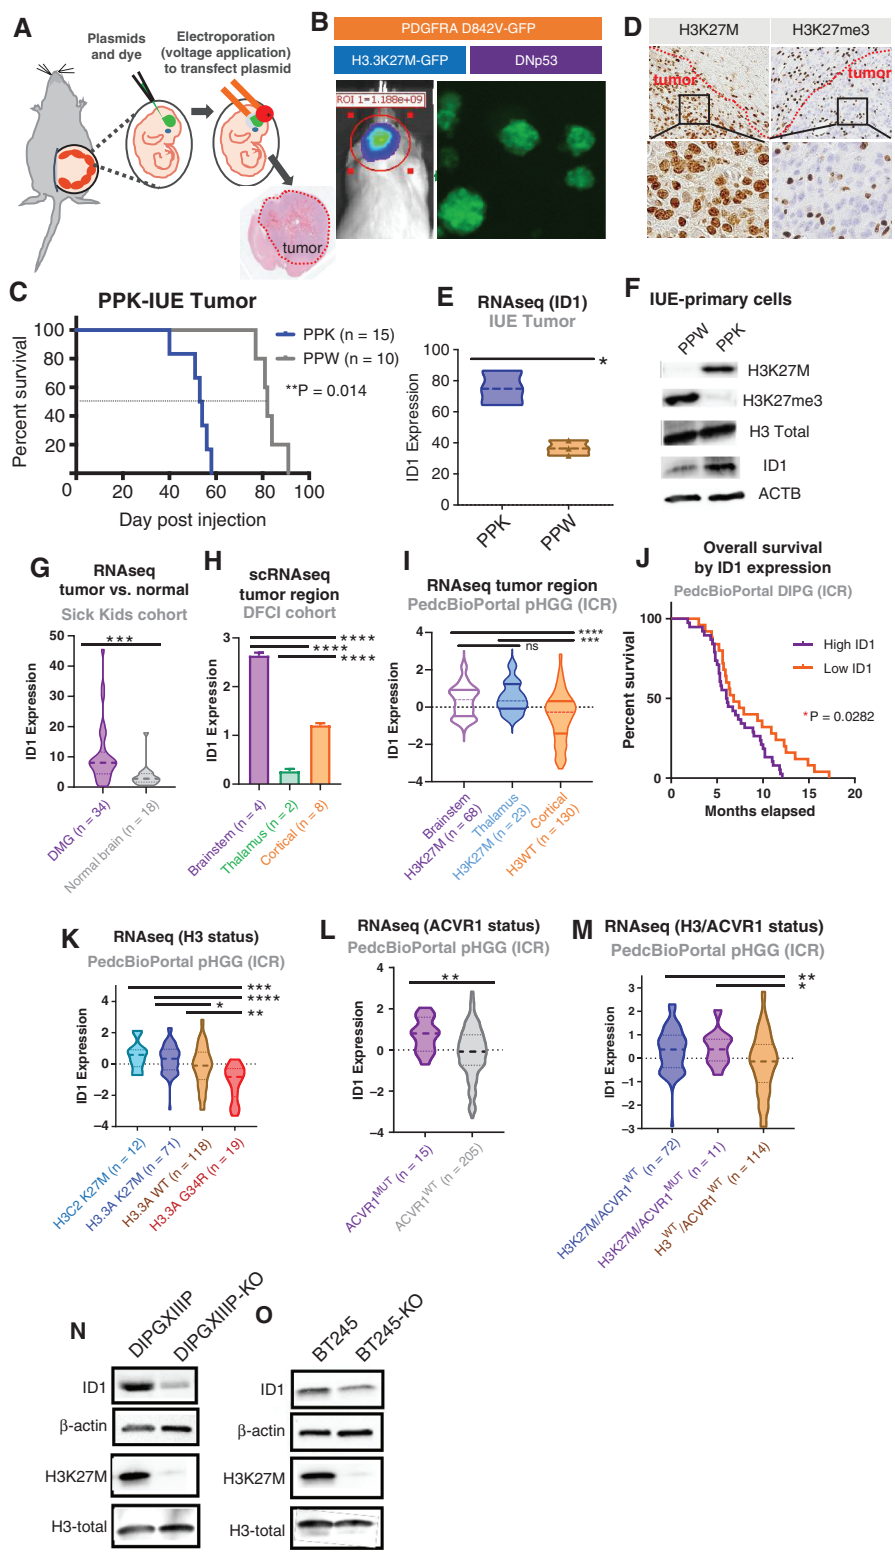 A
Plasmids
and dye
Electroporation
(voltage application)
to transfect plasmid
tumor
B
PDGFRA D842V-GFP
H3.3K27M-GFP
DNp53
ROI 1=1.188e+09
D
H3K27M
H3K27me3
tumor
tumor
C
PPK-IUE Tumor
Percent survival
100
80
60
40
20
0
20
40
60
80
100
Day post injection
PPK (n = 15)
PPW (n = 10)
**P = 0.014
E
RNAseq (ID1)
IUE Tumor
ID1 Expression
100
80
60
40
20
0
*
PPK
PPW
F
IUE-primary cells
PPW
PPK
H3K27M
H3K27me3
H3 Total
ID1
ACTB
G
RNAseq
tumor vs. normal
Sick Kids cohort
ID1 Expression
50
40
30
20
10
0
***
DMG (n = 34)
Normal brain (n = 18)
H
scRNAseq
tumor region
DFCI cohort
ID1 Expression
3
2
1
0
****
****
****
Brainstem (n = 4)
Thalamus (n = 2)
Cortical (n = 8)
I
RNAseq tumor region
PedcBioPortal pHGG (ICR)
ID1 Expression
4
2
0
−2
−4
****
***
ns
Brainstem
H3K27M (n = 68)
Thalamus
H3K27M (n = 23)
Cortical
H3WT (n = 130)
J
Overall survival
by ID1 expression
PedcBioPortal DIPG (ICR)
Percent survival
100
50
0
0
5
10
15
20
Months elapsed
High ID1
Low ID1
*P = 0.0282
K
RNAseq (H3 status)
PedcBioPortal pHGG (ICR)
ID1 Expression
4
2
0
−2
−4
***
****
*
**
H3C2 K27M (n = 12)
H3.3A K27M (n = 71)
H3.3A WT (n = 118)
H3.3A G34R (n = 19)
L
RNAseq (ACVR1 status)
PedcBioPortal pHGG (ICR)
ID1 Expression
4
2
0
−2
−4
**
ACVR1MUT (n = 15)
ACVR1WT (n = 205)
M
RNAseq (H3/ACVR1 status)
PedcBioPortal pHGG (ICR)
ID1 Expression
3
2
1
0
−1
−2
−3
**
*
H3K27M/ACVR1WT (n = 72)
H3K27M/ACVR1MUT (n = 11)
H3WT/ACVR1WT (n = 114)
N
DIPGXIIIP
DIPGXIIIP-KO
ID1
β-actin
H3K27M
H3-total
O
BT245
BT245-KO
ID1
β-actin
H3K27M
H3-total